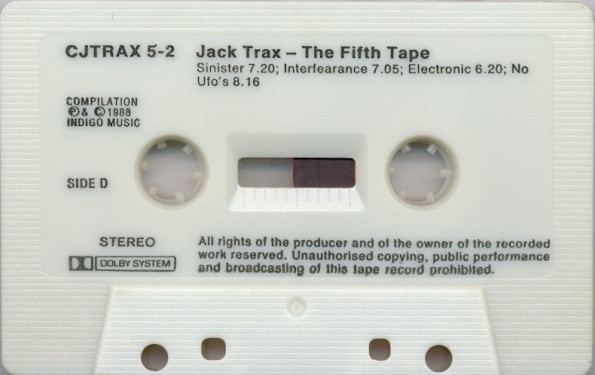 CJTRAX 5-2 Jack Trax – The Fifth Tape
Sinister 7.20; Interfearance 7.05; Electronic 6.20; No
Ufo's 8.16
COMPILATION
℗ & © 1988
INDIGO MUSIC
SIDE D
STEREO
DOLBY SYSTEM
All rights of the producer and of the owner of the recorded
work reserved. Unauthorised copying, public performance
and broadcasting of this tape record prohibited.